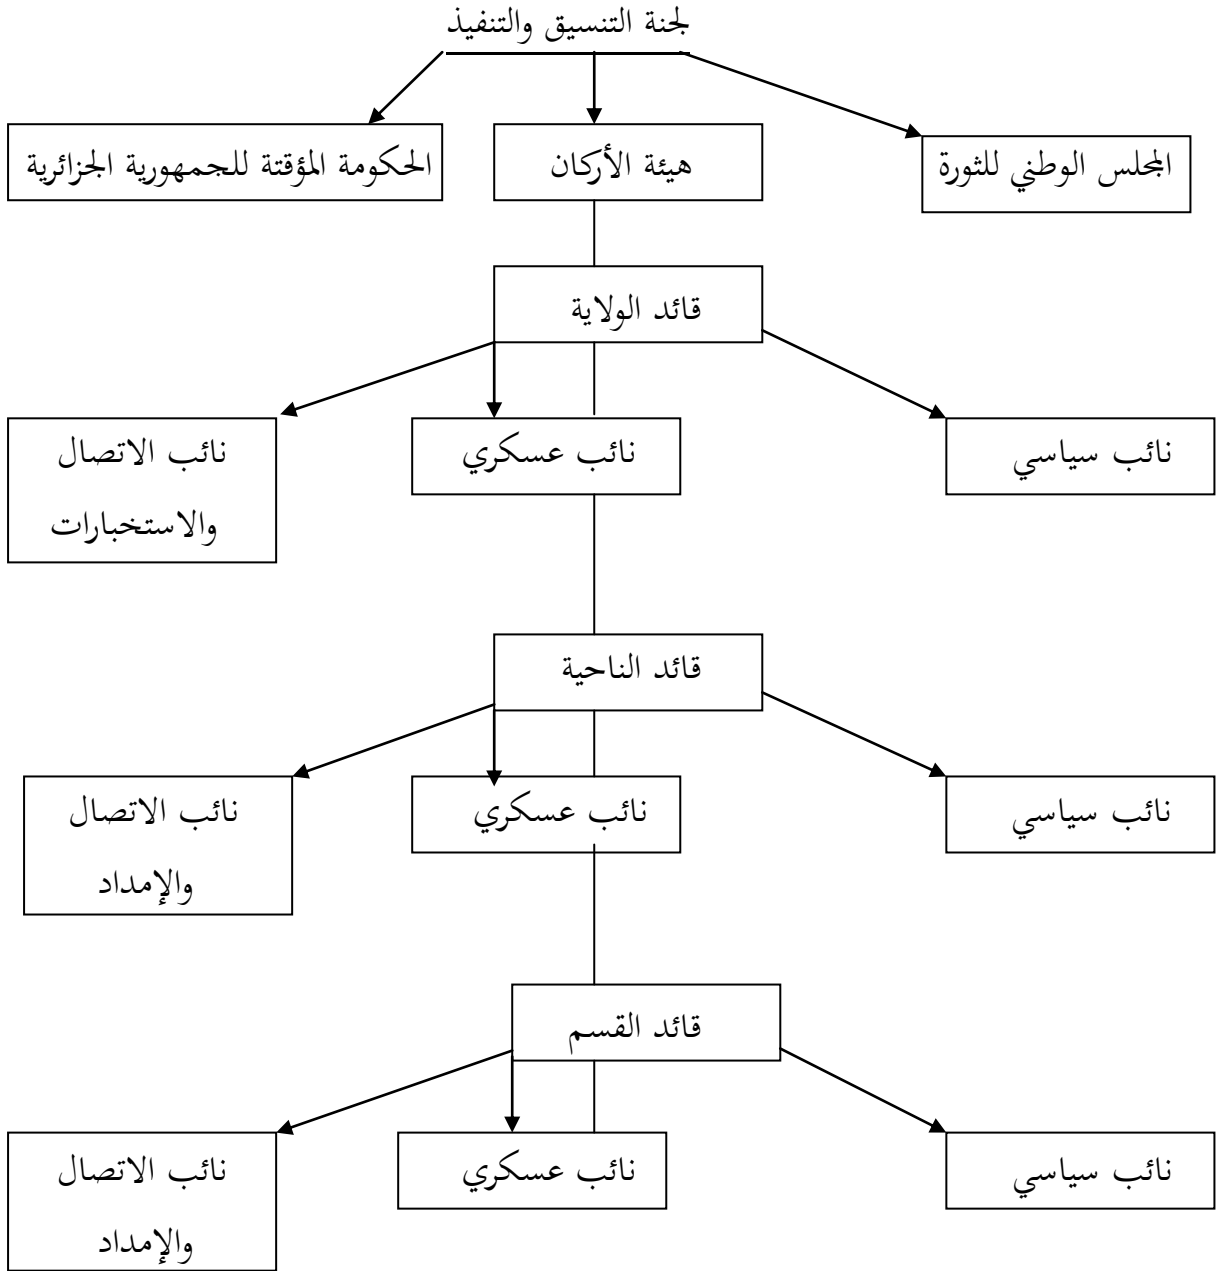 لجنة التنسيق والتنفيذ
المجلس الوطني للثورة
هيئة الأركان
الحكومة المؤقتة للجمهورية الجزائرية
قائد الولاية
نائب سياسي
نائب عسكري
نائب الاتصال
والاستخبارات
قائد الناحية
نائب سياسي
نائب عسكري
نائب الاتصال
والإمداد
قائد القسم
نائب سياسي
نائب عسكري
نائب الاتصال
والإمداد